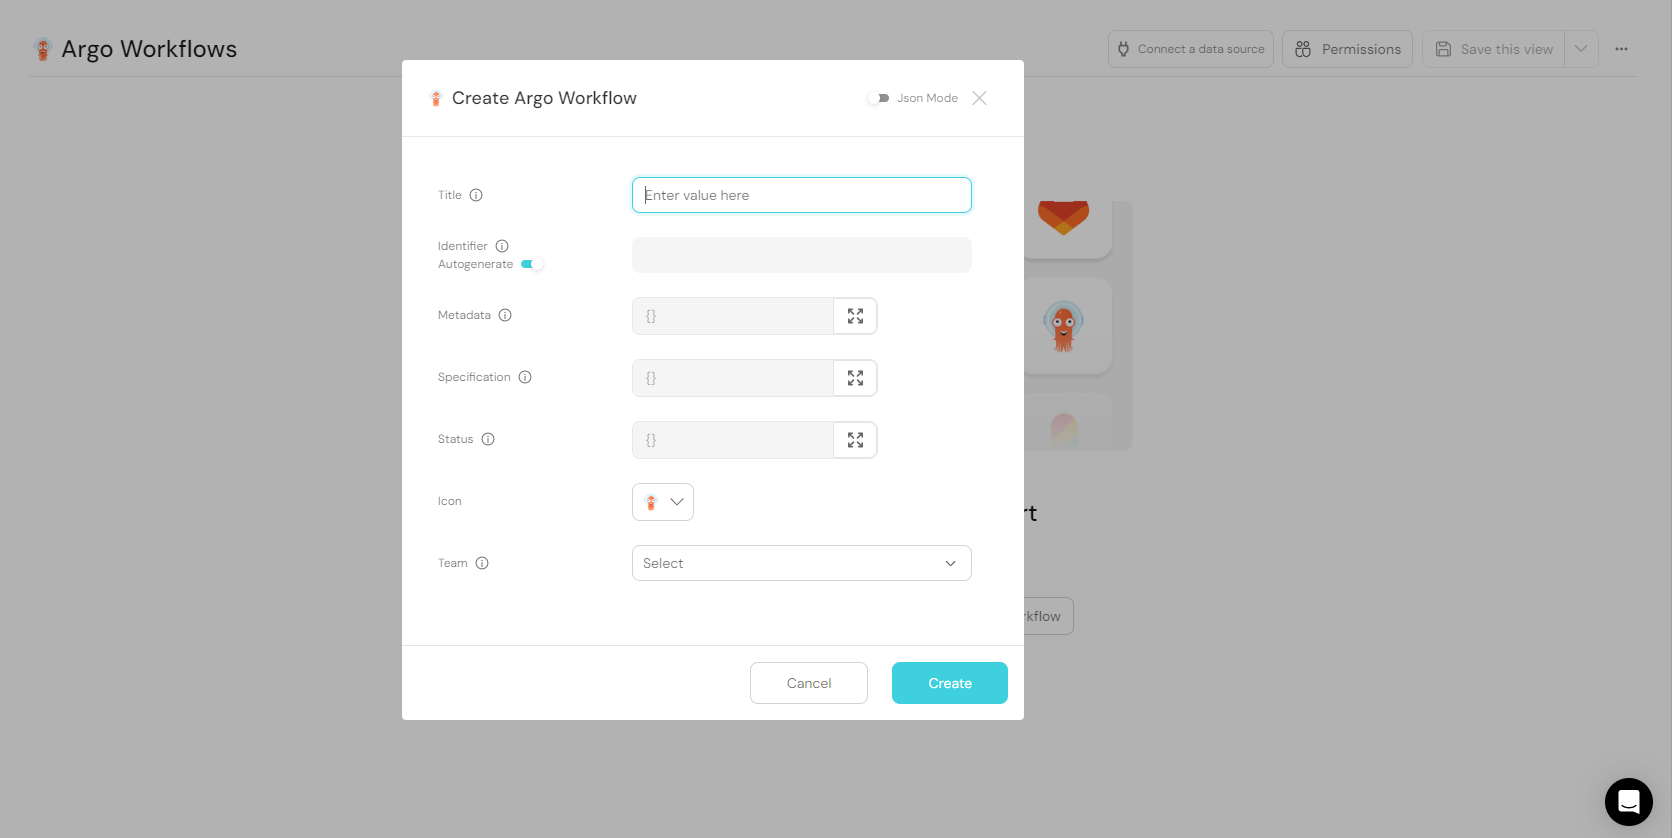 Argo Workflows
Connect a data source
Permissions
Save this view
Create Argo Workflow
Json Mode
Title
Enter value here
Identifier
Autogenerate
Metadata
{}
Specification
{}
Status
{}
Icon
Team
Select
rt
rkflow
Cancel
Create